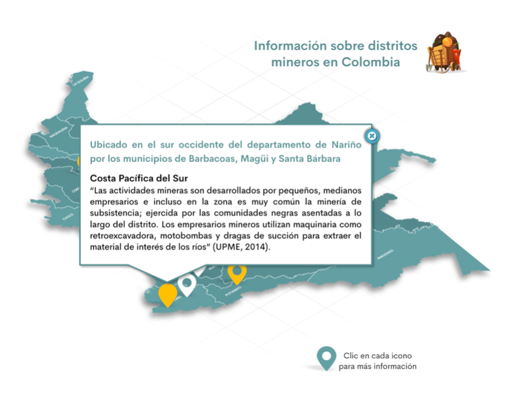 Información sobre distritos
mineros en Colombia
Ubicado en el sur occidente del departamento de Nariño
por los municipios de Barbacoas, Magüi y Santa Bárbara
Costa Pacífica del Sur
“Las actividades mineras son desarrollados por pequeños, medianos
empresarios e incluso en la zona es muy común la minería de
subsistencia; ejercida por las comunidades negras asentadas a lo
largo del distrito. Los empresarios mineros utilizan maquinaria como
retroexcavadora, motobombas y dragas de succión para extraer el
material de interés de los ríos” (UPME, 2014).
Clic en cada icono
para más información